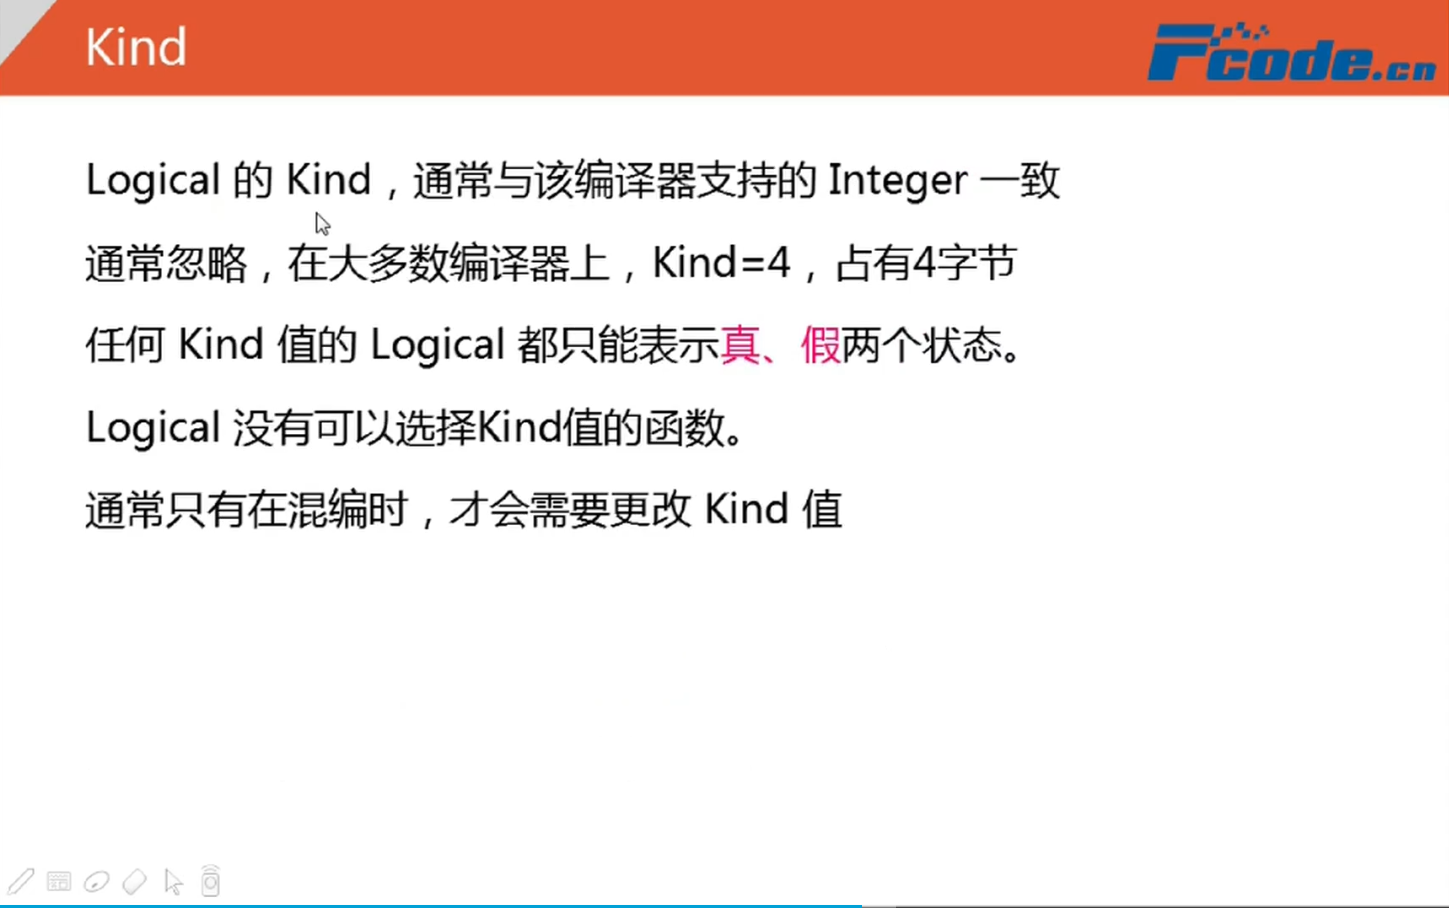 Kind
Fcode.cn
Logical 的 Kind，通常与该编译器支持的 Integer 一致
通常忽略，在大多数编译器上，Kind=4，占有4字节
任何 Kind 值的 Logical 都只能表示真、假两个状态。
Logical 没有可以选择Kind值的函数。
通常只有在混编时，才会需要更改 Kind 值